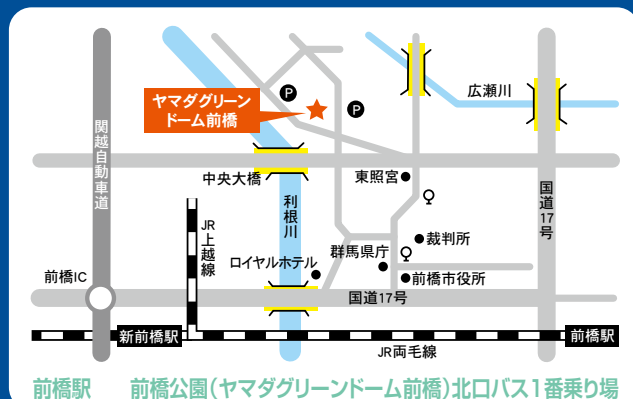 広瀬川
P
P
ヤマダグリーン
ドーム前橋
関越自動車道
中央大橋
東照宮
国道17号
利根川
JR上越線
裁判所
群馬県庁
ロイヤルホテル
前橋IC
前橋市役所
国道17号
新前橋駅
前橋駅
JR両毛線
前橋駅 前橋公園(ヤマダグリーンドーム前橋)北口バス1番乗り場